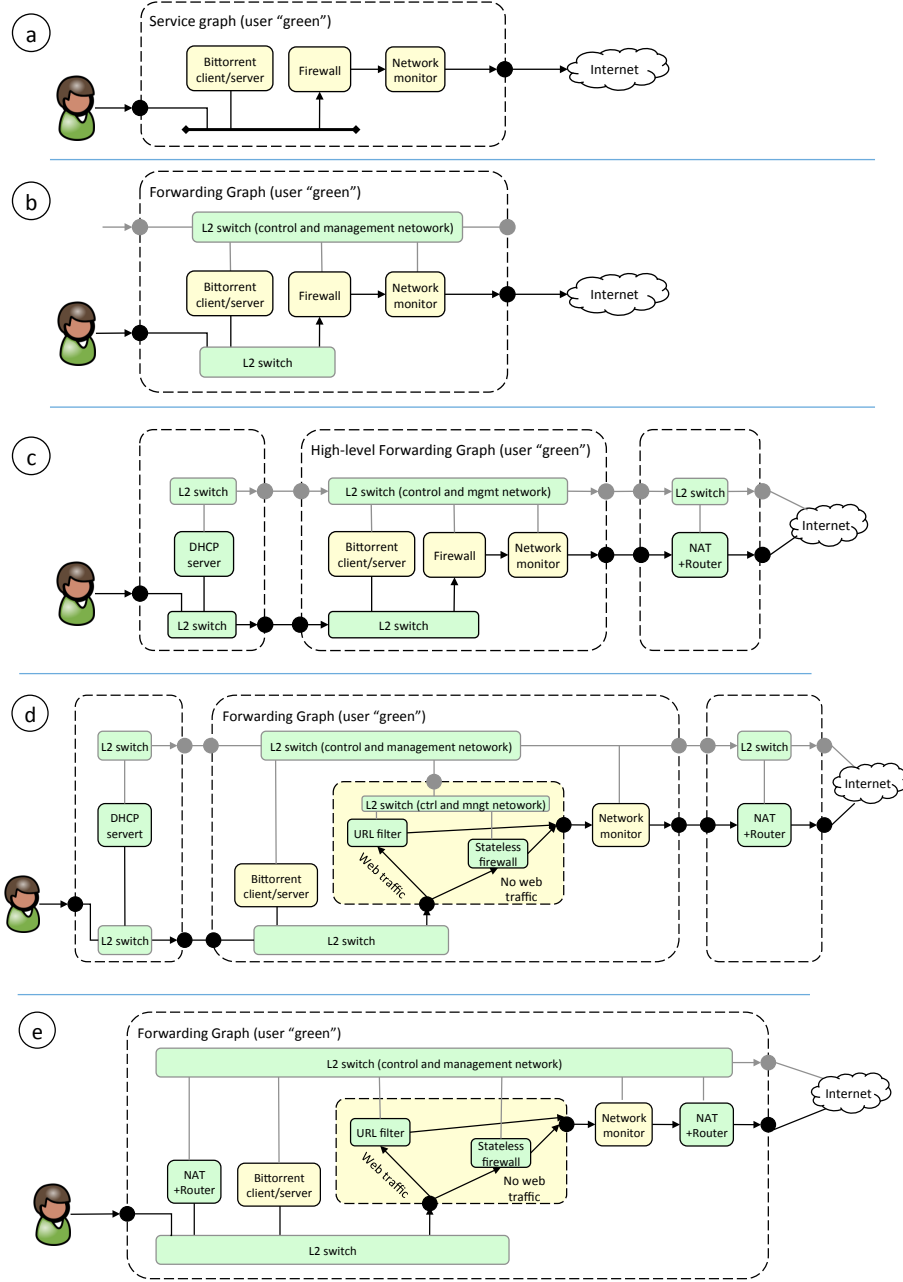 a
Service graph (user “green”)
Bittorrent
client/server
Firewall
Network
monitor
Internet
b
Forwarding Graph (user “green”)
L2 switch (control and management netowork)
Bittorrent
client/server
Firewall
Network
monitor
Internet
L2 switch
c
High-level Forwarding Graph (user “green”)
L2 switch
L2 switch (control and mgmt network)
L2 switch
Internet
DHCP
server
Bittorrent
client/server
Firewall
Network
monitor
NAT
+Router
L2 switch
L2 switch
d
Forwarding Graph (user “green”)
L2 switch
L2 switch (control and management netowork)
L2 switch
Internet
L2 switch (ctrl and mngt netowork)
DHCP
servert
URL filter
Stateless
firewall
Network
monitor
NAT
+Router
Web traffic
No web
traffic
Bittorrent
client/server
L2 switch
L2 switch
e
Forwarding Graph (user “green”)
L2 switch (control and management network)
Internet
URL filter
Stateless
firewall
Network
monitor
NAT
+Router
Web traffic
No web
traffic
NAT
+Router
Bittorrent
client/server
L2 switch